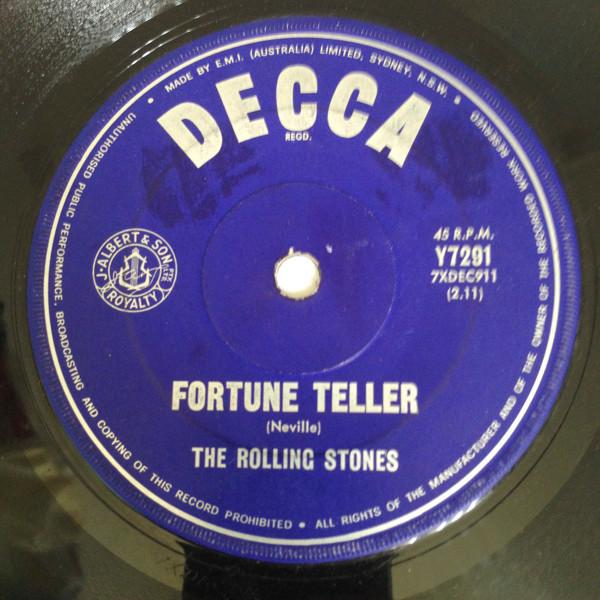 MADE BY E.M.I. (AUSTRALIA) LIMITED, SYDNEY, N.S.W. •
DECCA
REGD.
45 R.P.M.
Y7291
7XDEC911
(2.11)
J. ALBERT & SON PTY LTD
ROYALTY
FORTUNE TELLER
(Neville)
THE ROLLING STONES
UNAUTHORISED PUBLIC PERFORMANCE, BROADCASTING AND COPYING OF THIS RECORD PROHIBITED • ALL RIGHTS OF THE MANUFACTURER AND OF THE OWNER OF THE RECORDED WORK RESERVED